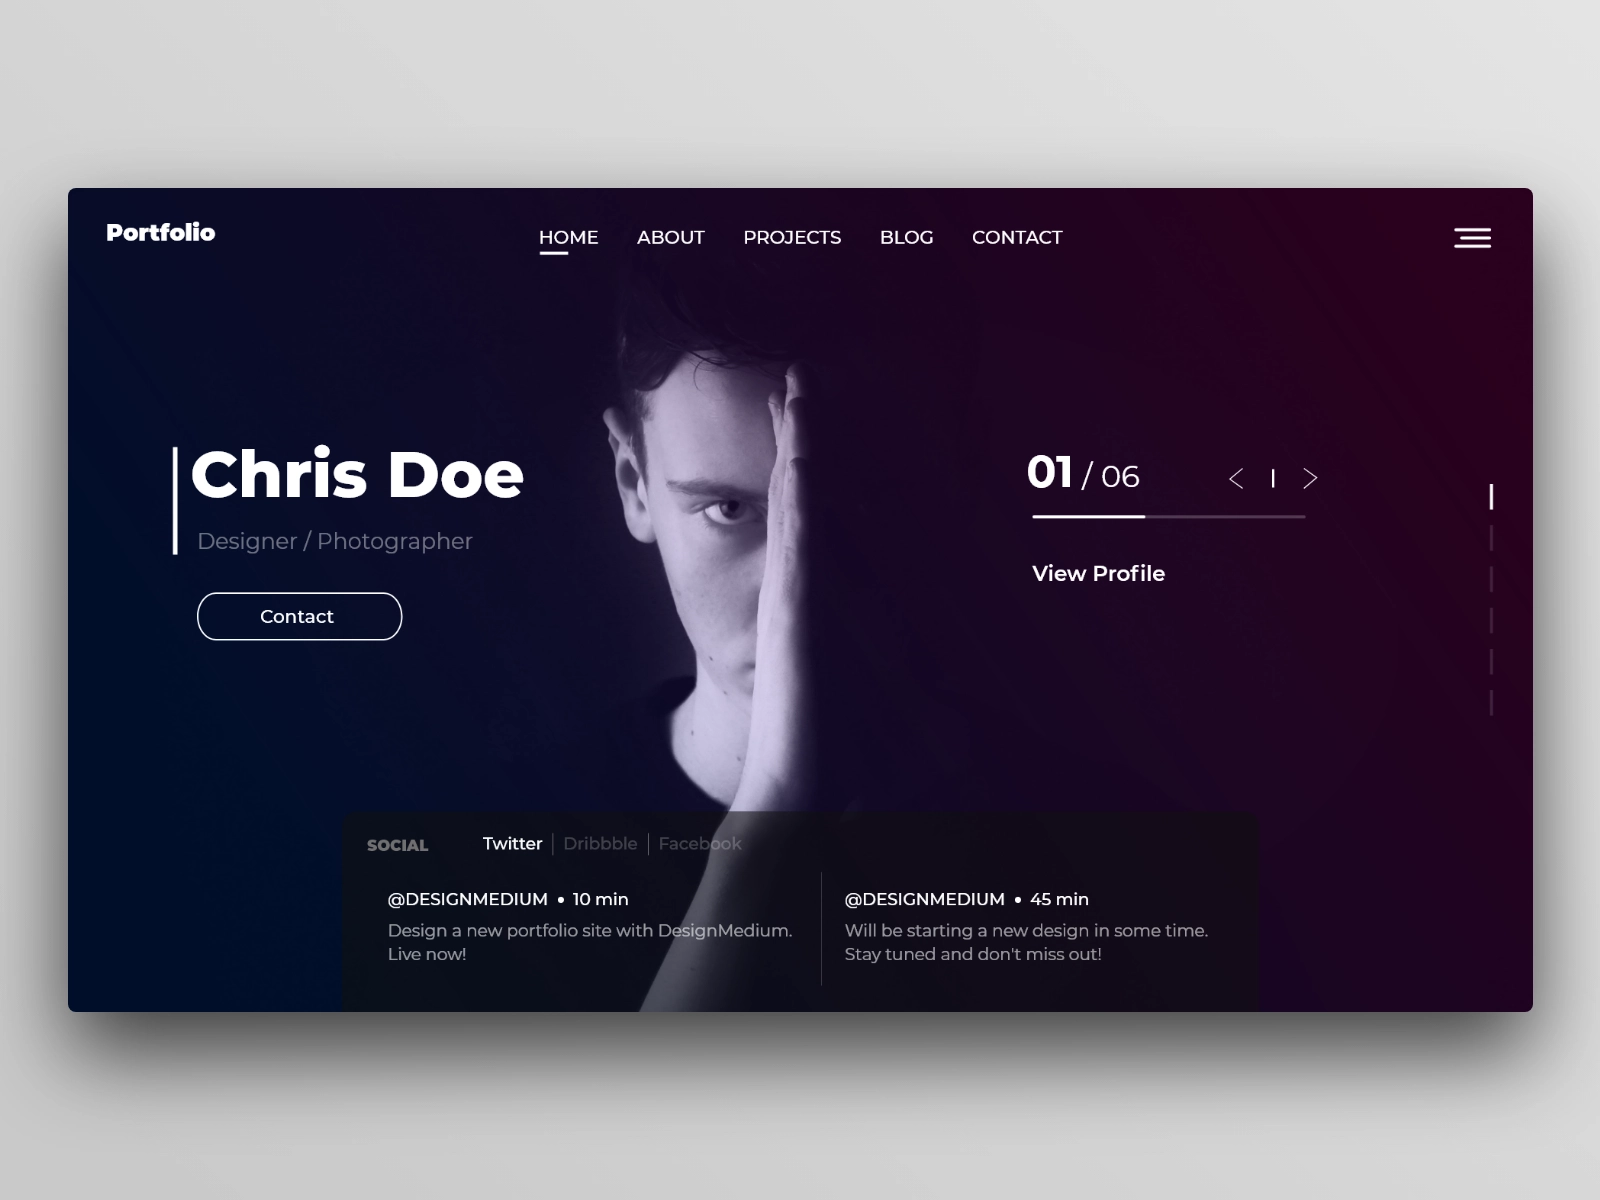 Portfolio
HOME ABOUT PROJECTS BLOG CONTACT
Chris Doe
Designer / Photographer
Contact
01 / 06
View Profile
SOCIAL Twitter Dribbble Facebook
@DESIGNMEDIUM • 10 min
Design a new portfolio site with DesignMedium.
Live now!
@DESIGNMEDIUM • 45 min
Will be starting a new design in some time.
Stay tuned and don't miss out!